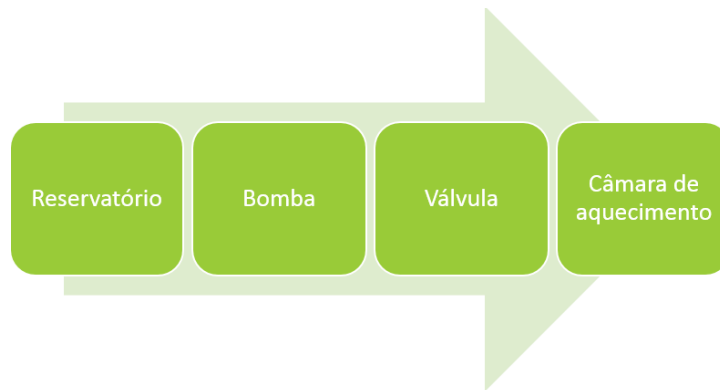 Reservatório
Bomba
Válvula
Câmara de
aquecimento